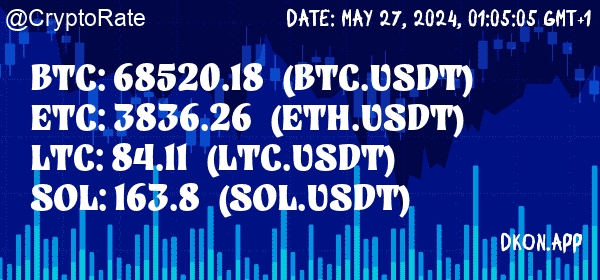 @CryptoRate
DATE: MAY 27, 2024, 01:05:05 GMT+1
BTC: 68520.18 (BTC.USDT)
ETC: 3836.26 (ETH.USDT)
LTC: 84.11 (LTC.USDT)
SOL: 163.8 (SOL.USDT)
DKON.APP